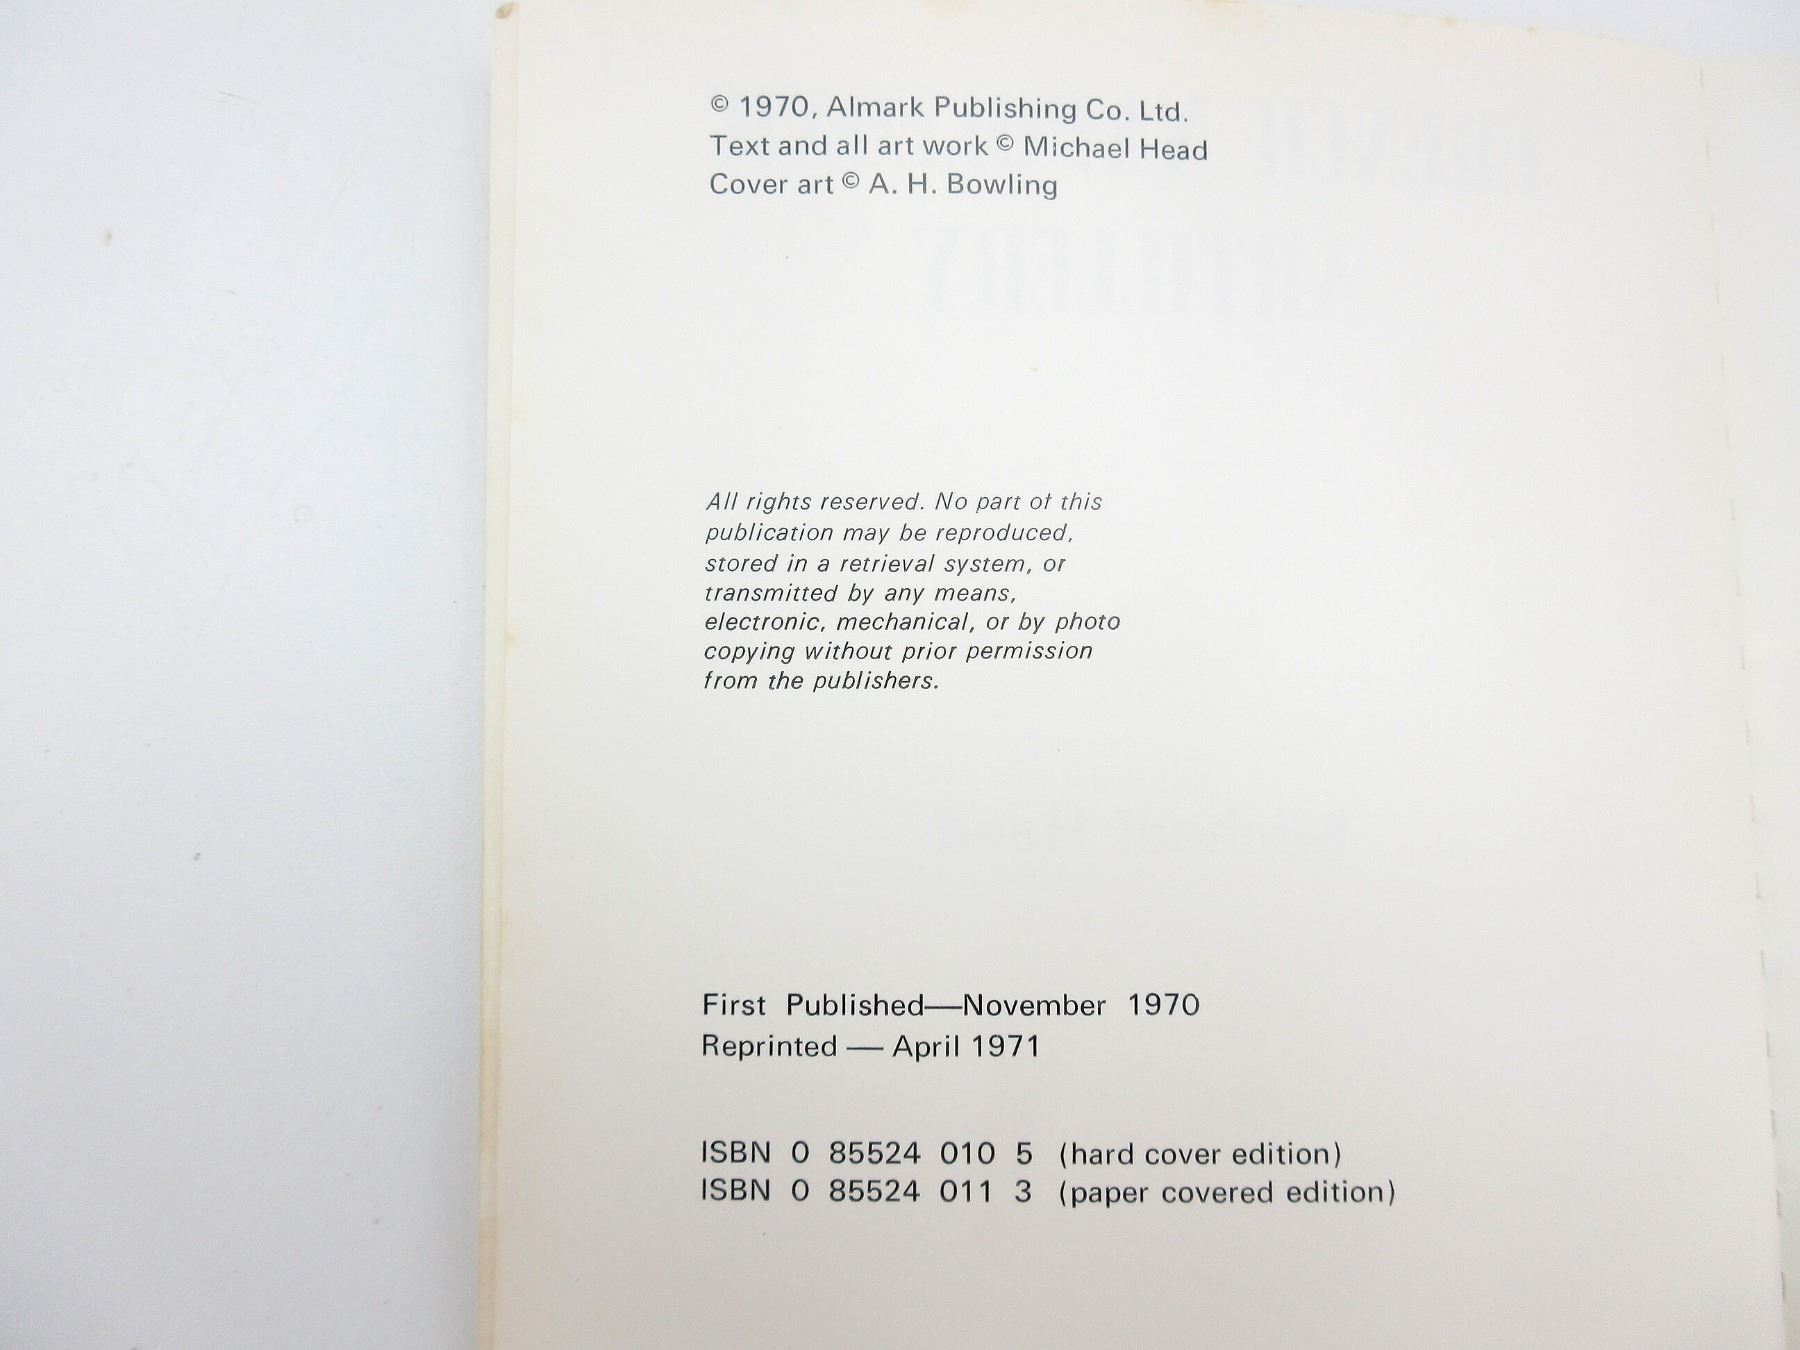 © 1970, Almark Publishing Co. Ltd.
Text and all art work © Michael Head
Cover art © A. H. Bowling
All rights reserved. No part of this
publication may be reproduced,
stored in a retrieval system, or
transmitted by any means,
electronic, mechanical, or by photo
copying without prior permission
from the publishers.
First Published—November 1970
Reprinted — April 1971
ISBN 0 85524 010 5 (hard cover edition)
ISBN 0 85524 011 3 (paper covered edition)